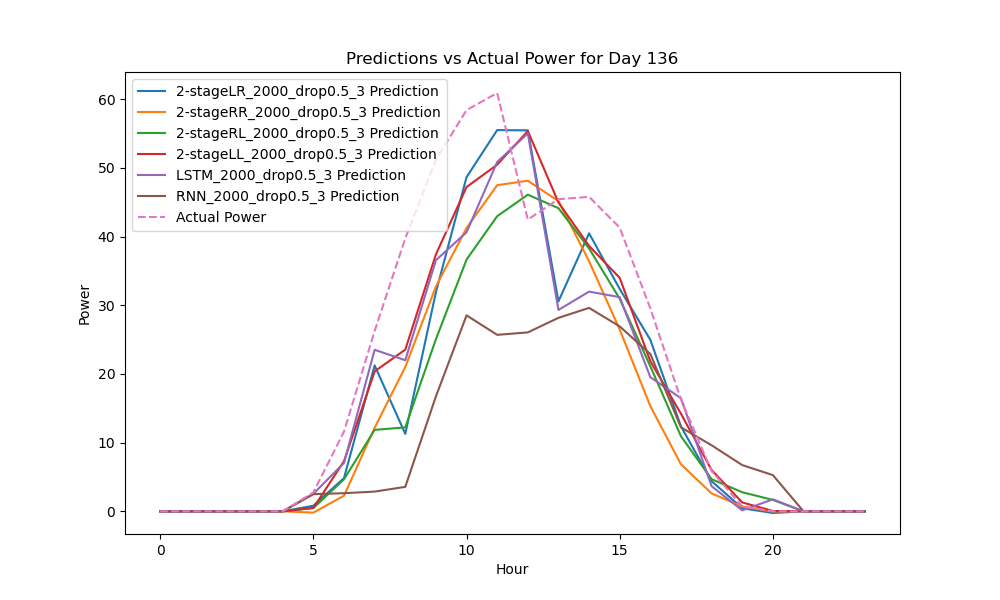 Predictions vs Actual Power for Day 136
2-stageLR_2000_drop0.5_3 Prediction
2-stageRR_2000_drop0.5_3 Prediction
2-stageRL_2000_drop0.5_3 Prediction
2-stageLL_2000_drop0.5_3 Prediction
LSTM_2000_drop0.5_3 Prediction
RNN_2000_drop0.5_3 Prediction
Actual Power
60
50
40
30
20
10
0
Power
0 5 10 15 20
Hour